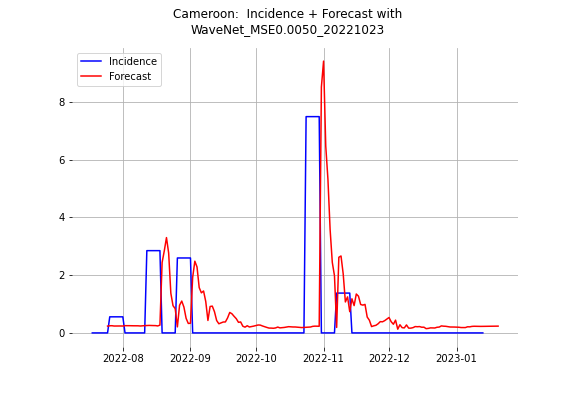 Cameroon:  Incidence + Forecast with
WaveNet_MSE0.0050_20221023
Incidence
Forecast
8
6
4
2
0
2022-08
2022-09
2022-10
2022-11
2022-12
2023-01